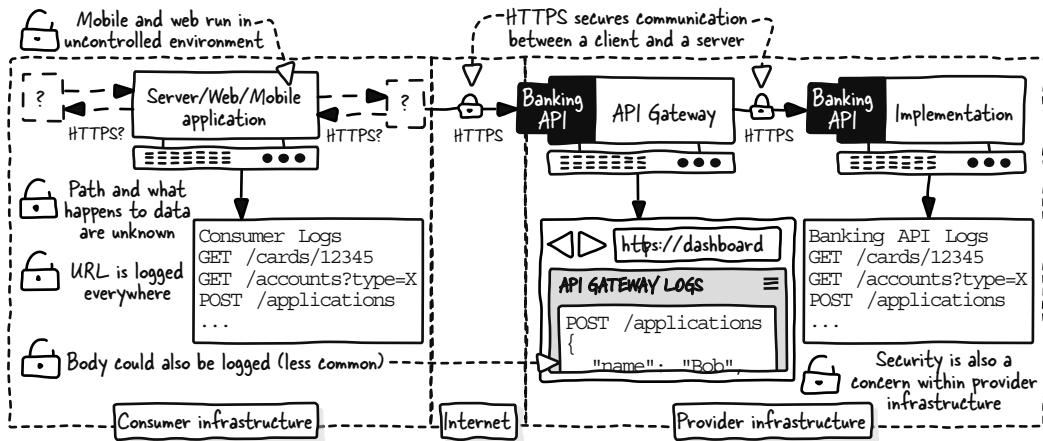 Mobile and web run in
uncontrolled environment
HTTPS secures communication
between a client and a server
?
HTTPS?
Server/Web/Mobile
application
HTTPS?
?
HTTPS
Banking
API
API Gateway
HTTPS
Banking
API
Implementation
Path and what
happens to data
are unknown
URL is logged
everywhere
Consumer Logs
GET /cards/12345
GET /accounts?type=X
POST /applications
...
https://dashboard
API GATEWAY LOGS
POST /applications
{
"name": "Bob",
Banking API Logs
GET /cards/12345
GET /accounts?type=X
POST /applications
...
Body could also be logged (less common)
Security is also a
concern within provider
infrastructure
Consumer infrastructure
Internet
Provider infrastructure